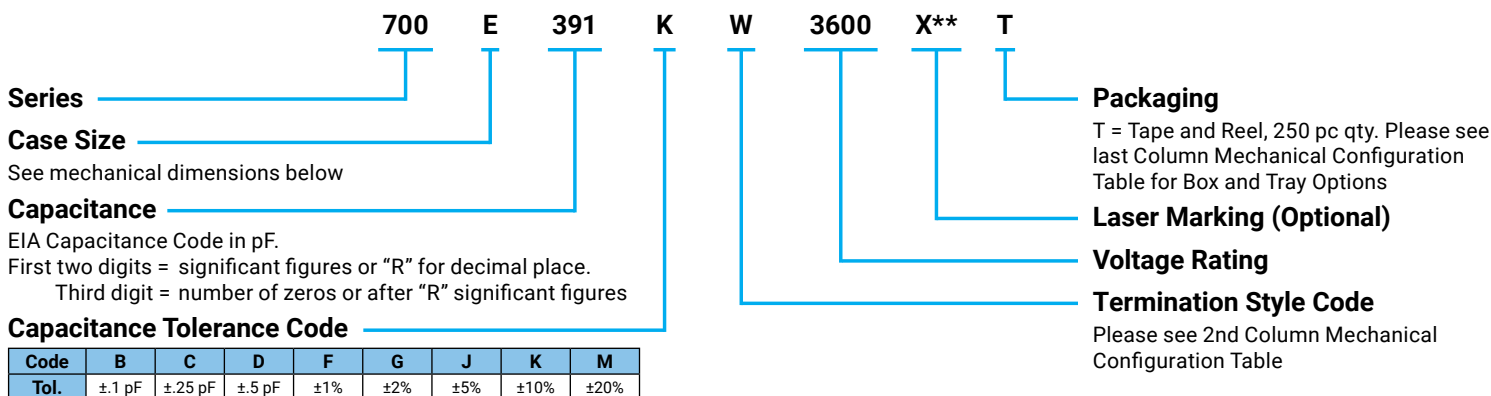 700 E 391 K W 3600 X** T
Series
Case Size
See mechanical dimensions below
Capacitance
EIA Capacitance Code in pF.
First two digits = significant figures or “R” for decimal place.
Third digit = number of zeros or after “R” significant figures
Capacitance Tolerance Code
Code B C D F G J K M
Tol. ±.1 pF ±.25 pF ±.5 pF ±1% ±2% ±5% ±10% ±20%
Packaging
T = Tape and Reel, 250 pc qty. Please see
last Column Mechanical Configuration
Table for Box and Tray Options
Laser Marking (Optional)
Voltage Rating
Termination Style Code
Please see 2nd Column Mechanical
Configuration Table